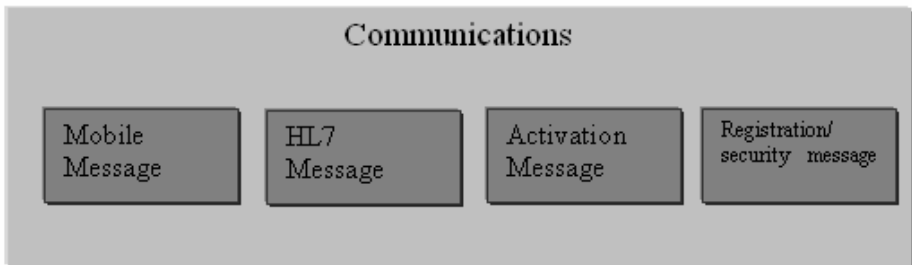 Communications
Mobile
Message
HL7
Message
Activation
Message
Registration/
security message